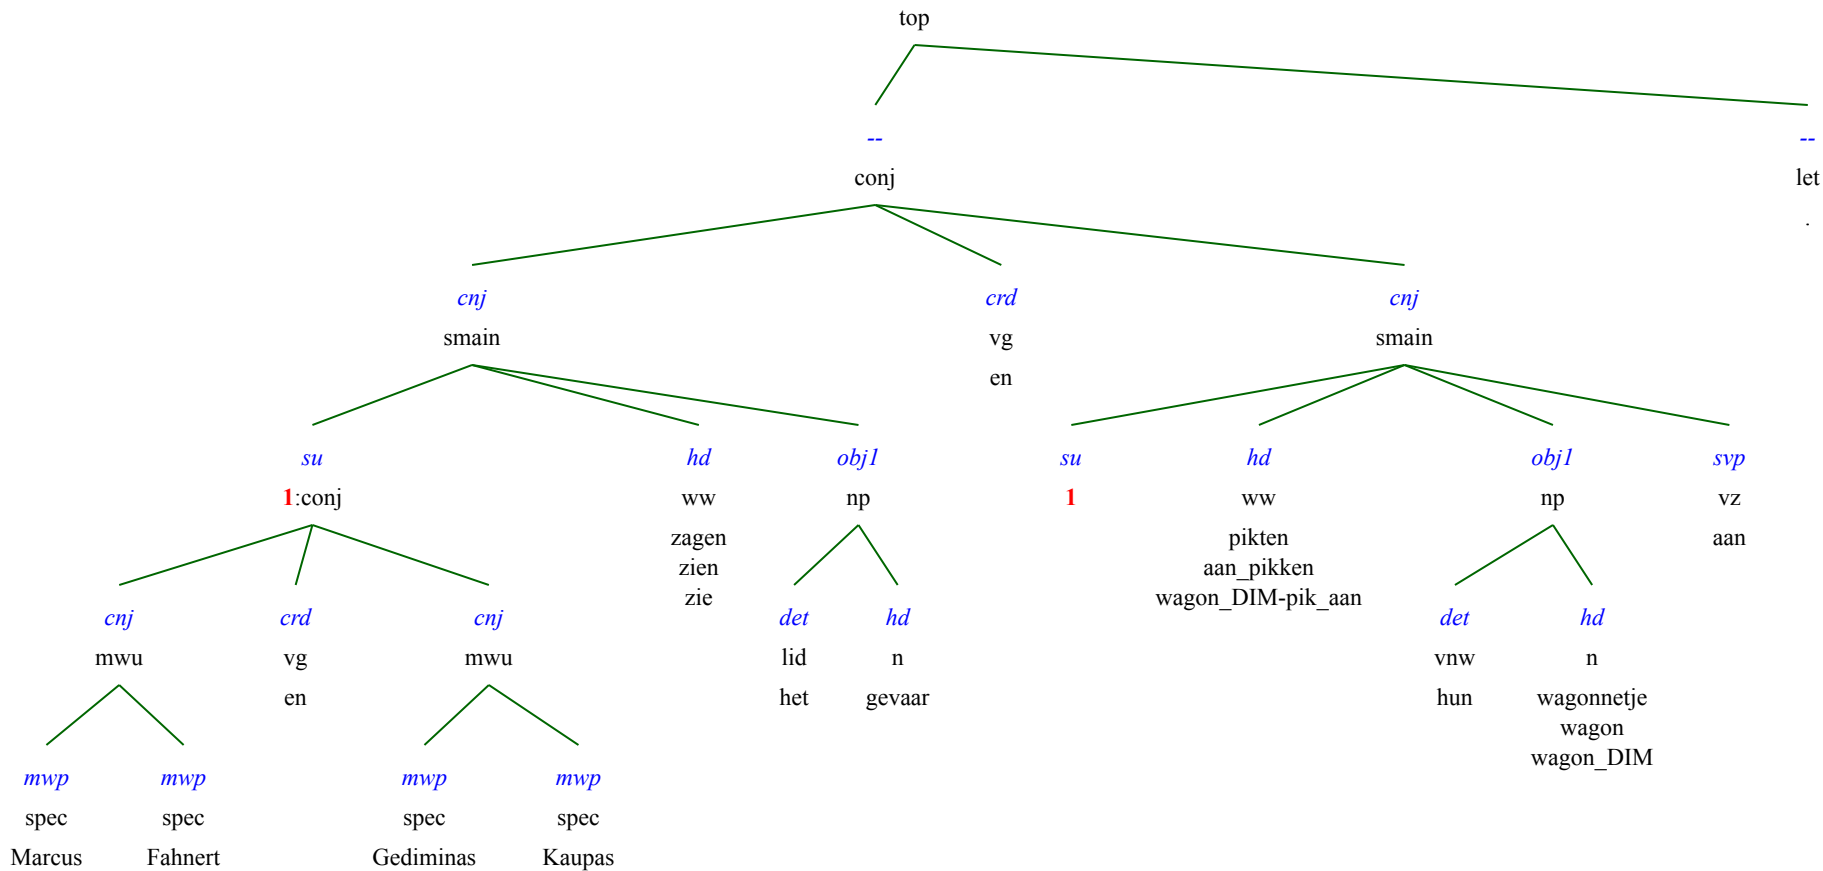 top
-- --
conj let
.
cnj crd cnj
smain vg smain
en
su hd obj1 su hd obj1 svp
1:conj ww np 1 ww np vz
zagen pikten aan
zien aan_pikken
zie wagon_DIM-pik_aan
cnj crd cnj det hd det hd
mwu vg mwu lid n vnw n
en het gevaar hun wagonnetje
wagon
wagon_DIM
mwp mwp mwp mwp
spec spec spec spec
Marcus Fahnert Gediminas Kaupas